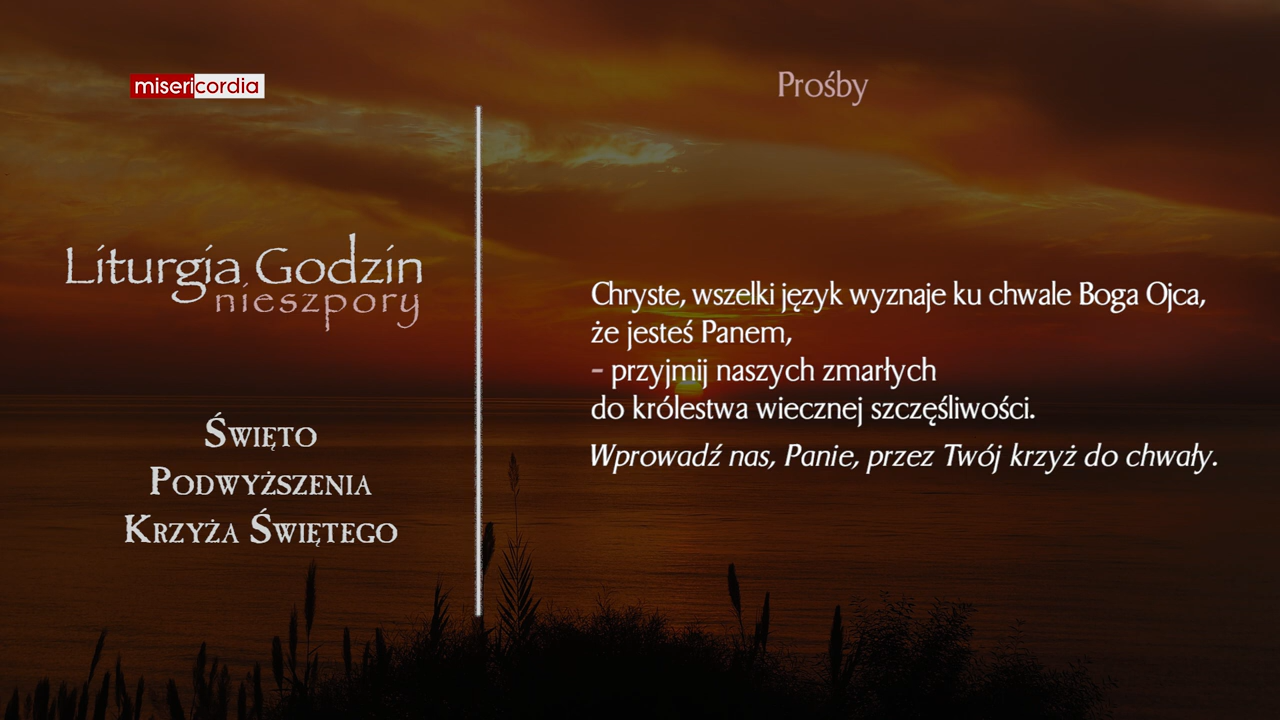 misericordia
Liturgia Godzin
nieszpory
Święto
Podwyższenia
Krzyża Świętego
Prośby
Chryste, wszelki język wyznaje ku chwale Boga Ojca,
że jesteś Panem,
- przyjmij naszych zmarłych
do królestwa wiecznej szczęśliwości.
Wprowadź nas, Panie, przez Twój krzyż do chwały.